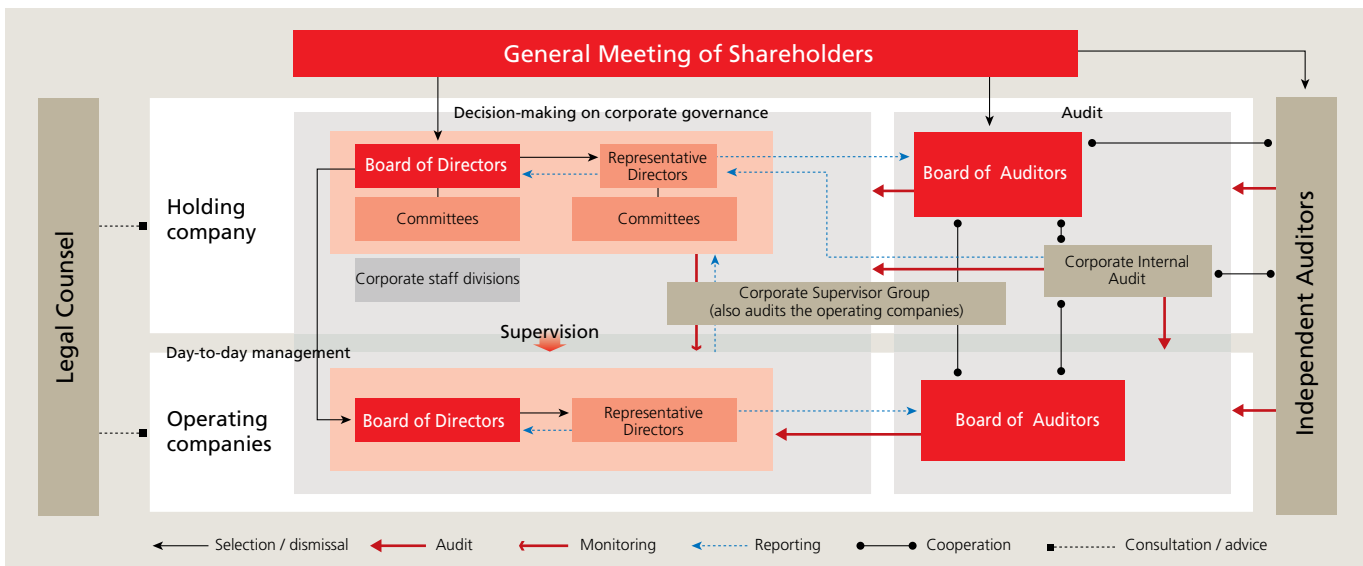 General Meeting of Shareholders
Decision-making on corporate governance
Audit
Legal Counsel
Holding
company
Board of Directors
Representative
Directors
Committees
Committees
Corporate staff divisions
Board of Auditors
Corporate Internal
Audit
Corporate Supervisor Group
(also audits the operating companies)
Independent Auditors
Supervision
Day-to-day management
Operating
companies
Board of Directors
Representative
Directors
Board of Auditors
Selection / dismissal
Audit
Monitoring
Reporting
Cooperation
Consultation / advice